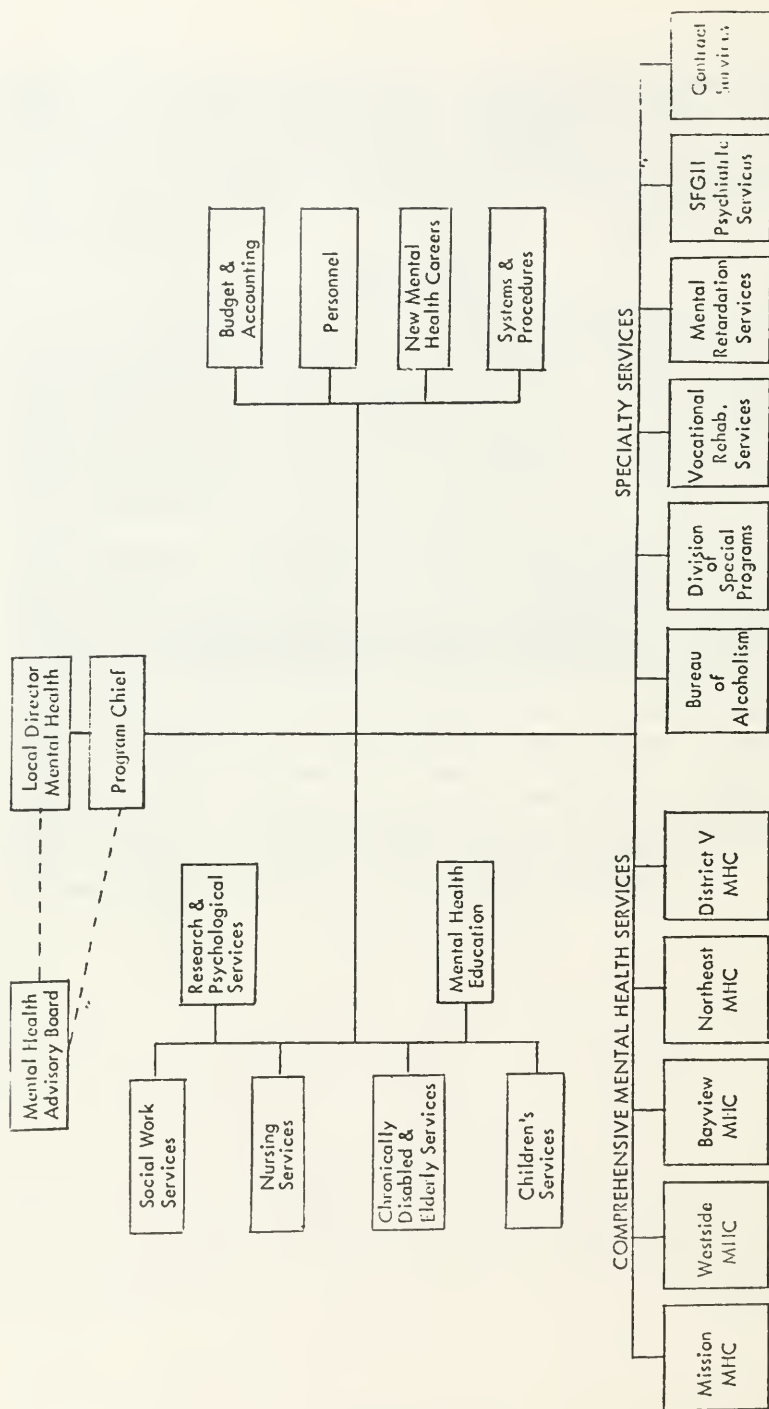 Local Director
Mental Health
Program Chief
Mental Health
Advisory Board
Research &
Psychological
Services
Mental Health
Education
Social Work
Services
Nursing
Services
Chronically
Disabled &
Elderly Services
Children's
Services
Budget &
Accounting
Personnel
New Mental
Health Careers
Systems &
Procedures
COMPREHENSIVE MENTAL HEALTH SERVICES
Mission
MHC
Westside
MHC
Bayview
MHC
Northeast
MHC
District V
MHC
SPECIALTY SERVICES
Bureau
of
Alcoholism
Division
of
Special
Programs
Vocational
Rehab.
Services
Mental
Retardation
Services
SFGH
Psychiatric
Services
Contract
Services